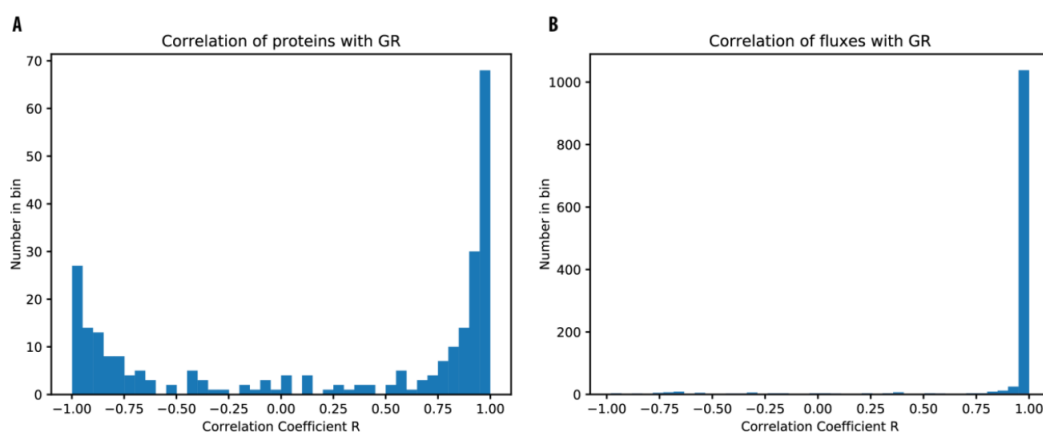 A
Correlation of proteins with GR
70
60
50
40
30
20
10
0
Number in bin
−1.00 −0.75 −0.50 −0.25 0.00 0.25 0.50 0.75 1.00
Correlation Coefficient R
B
Correlation of fluxes with GR
1000
800
600
400
200
0
Number in bin
−1.00 −0.75 −0.50 −0.25 0.00 0.25 0.50 0.75 1.00
Correlation Coefficient R